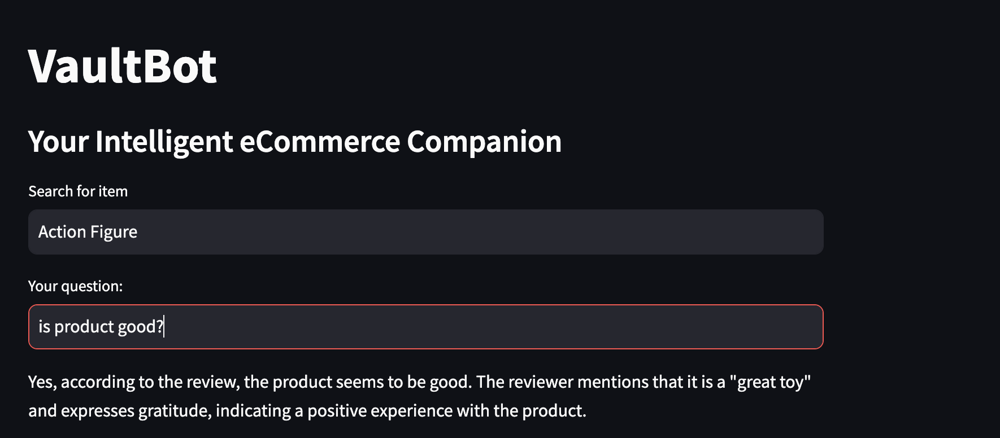 VaultBot
Your Intelligent eCommerce Companion
Search for item
Action Figure
Your question:
is product good?
Yes, according to the review, the product seems to be good. The reviewer mentions that it is a "great toy"
and expresses gratitude, indicating a positive experience with the product.